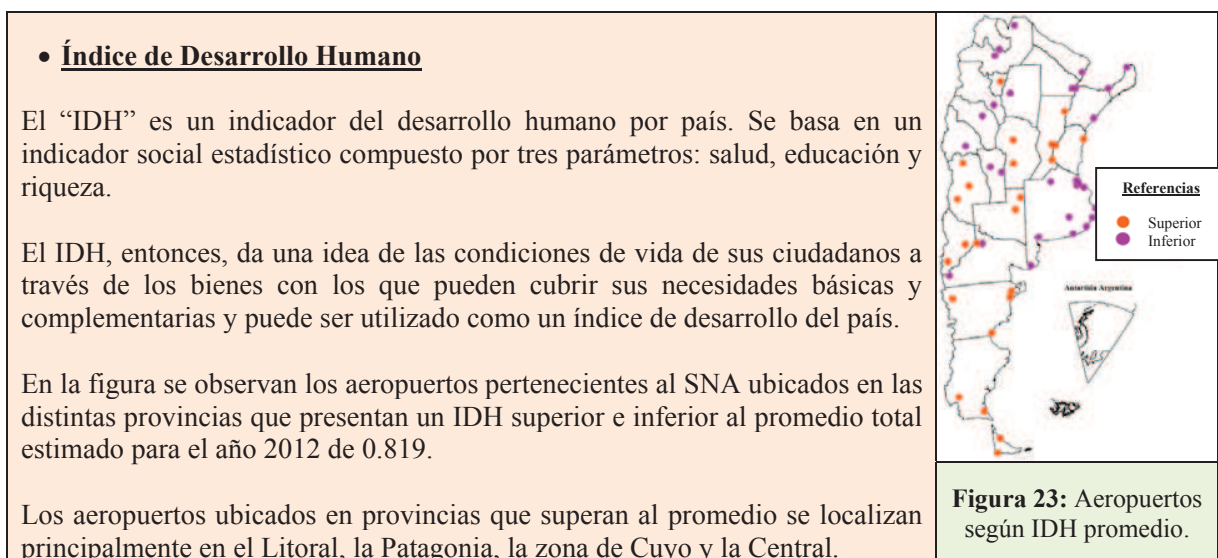 • Índice de Desarrollo Humano
El “IDH” es un indicador del desarrollo humano por país. Se basa en un
indicador social estadístico compuesto por tres parámetros: salud, educación y
riqueza.
El IDH, entonces, da una idea de las condiciones de vida de sus ciudadanos a
través de los bienes con los que pueden cubrir sus necesidades básicas y
complementarias y puede ser utilizado como un índice de desarrollo del país.
En la figura se observan los aeropuertos pertenecientes al SNA ubicados en las
distintas provincias que presentan un IDH superior e inferior al promedio total
estimado para el año 2012 de 0.819.
Los aeropuertos ubicados en provincias que superan al promedio se localizan
principalmente en el Litoral, la Patagonia, la zona de Cuyo y la Central.
Referencias
Superior
Inferior
Antártida Argentina
Figura 23: Aeropuertos
según IDH promedio.